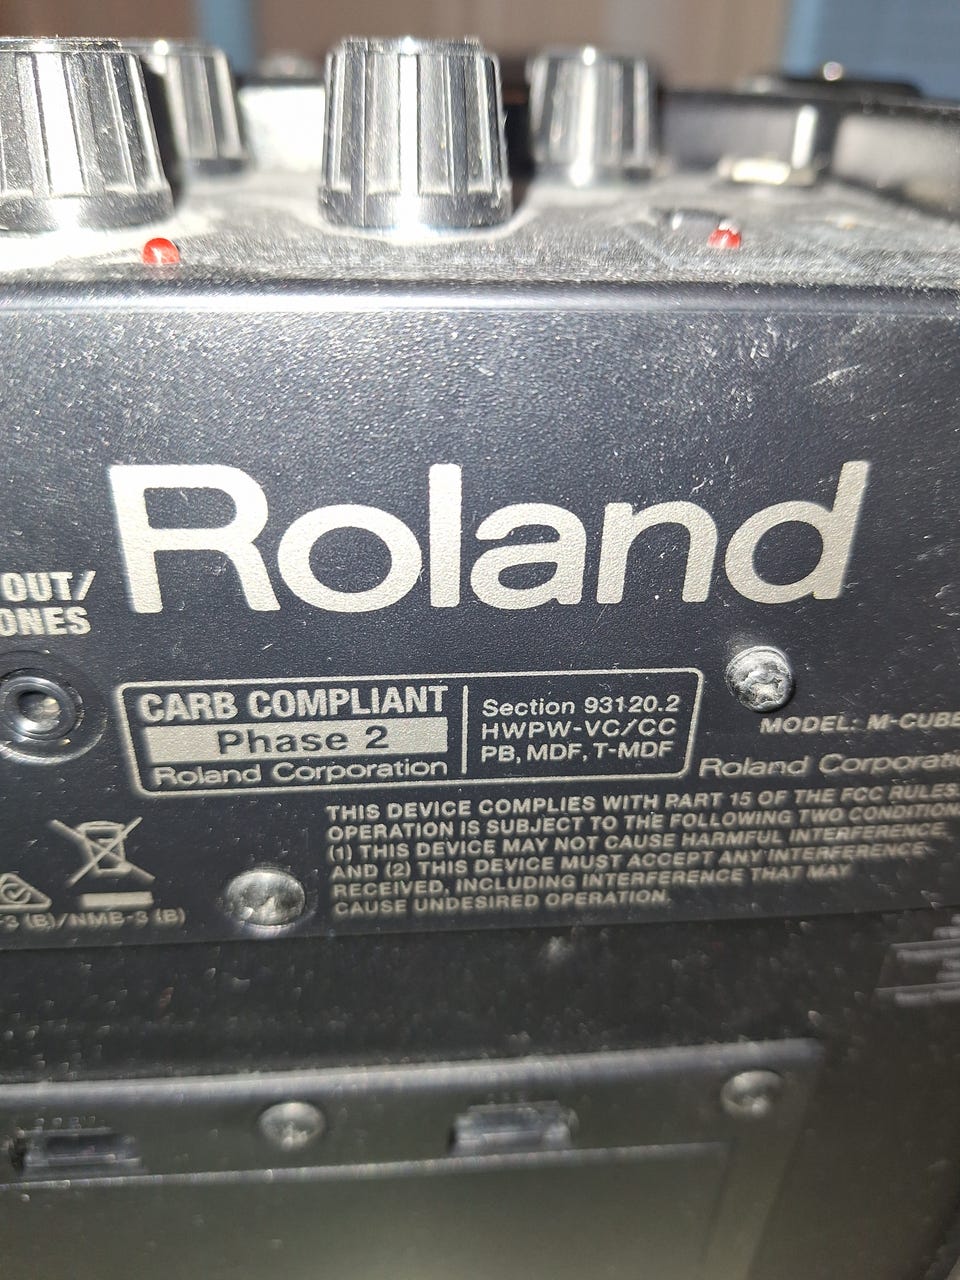 Roland
OUT/
ONES
CARB COMPLIANT
Phase 2
Roland Corporation
Section 93120.2
HWPW-VC/CC
PB, MDF, T-MDF
MODEL: M-CUBE
Roland Corporati
THIS DEVICE COMPLIES WITH PART 15 OF THE FCC RULES.
OPERATION IS SUBJECT TO THE FOLLOWING TWO CONDITION
(1) THIS DEVICE MAY NOT CAUSE HARMFUL INTERFERENCE,
AND (2) THIS DEVICE MUST ACCEPT ANY INTERFERENCE
RECEIVED, INCLUDING INTERFERENCE THAT MAY
CAUSE UNDESIRED OPERATION.
-3 (B)/NMB-3 (B)